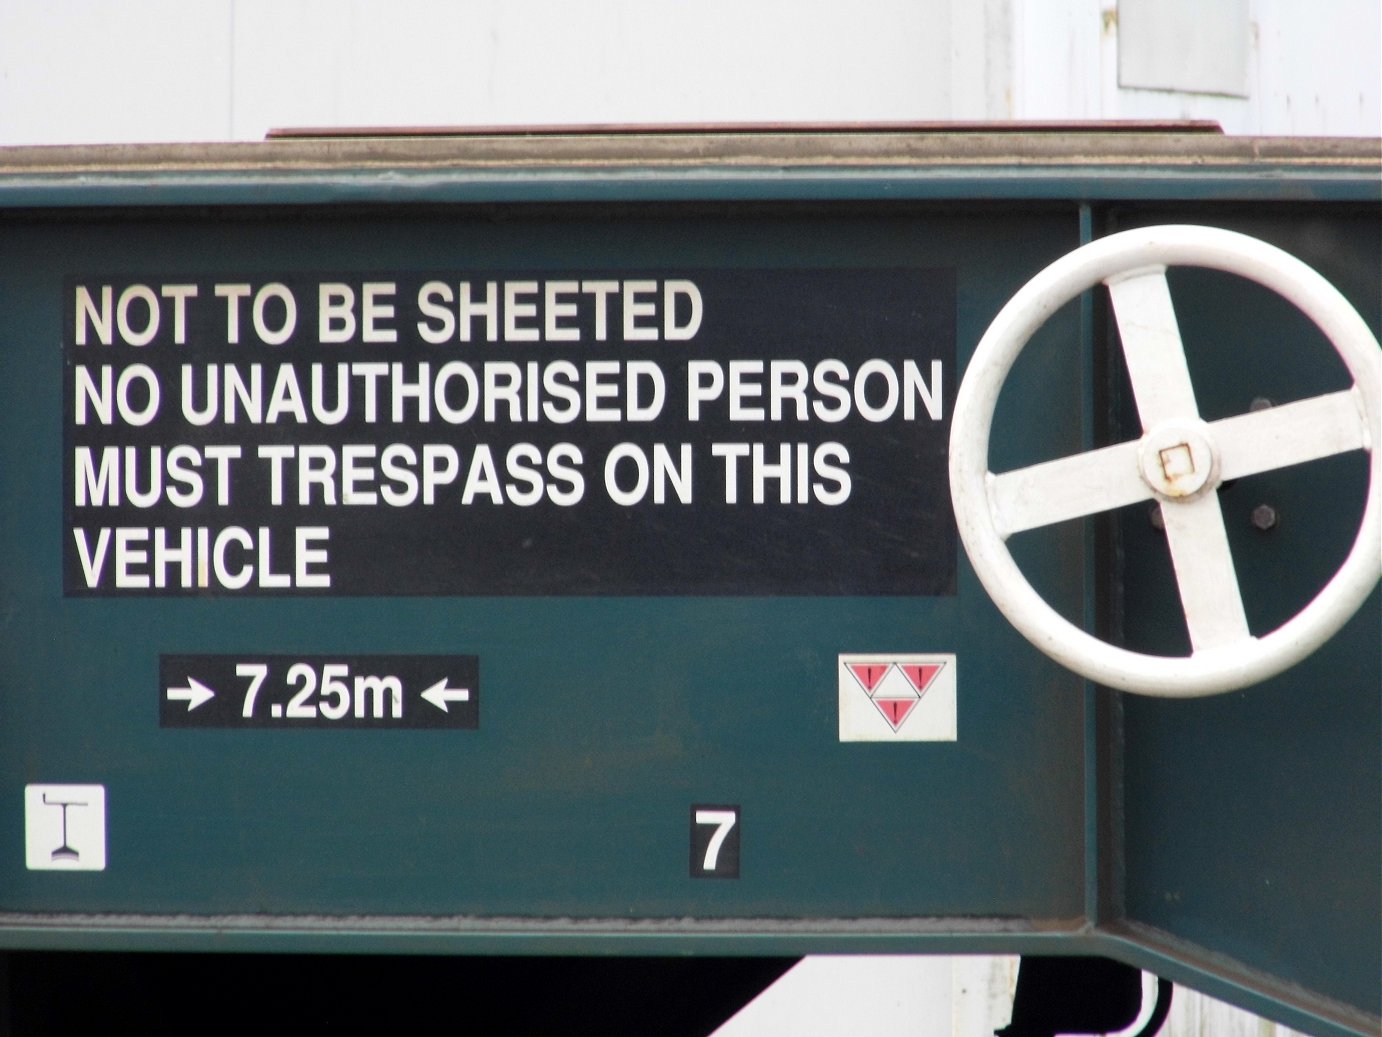 NOT TO BE SHEETED
NO UNAUTHORISED PERSON
MUST TRESPASS ON THIS
VEHICLE
→ 7.25m ←
! !
!
7